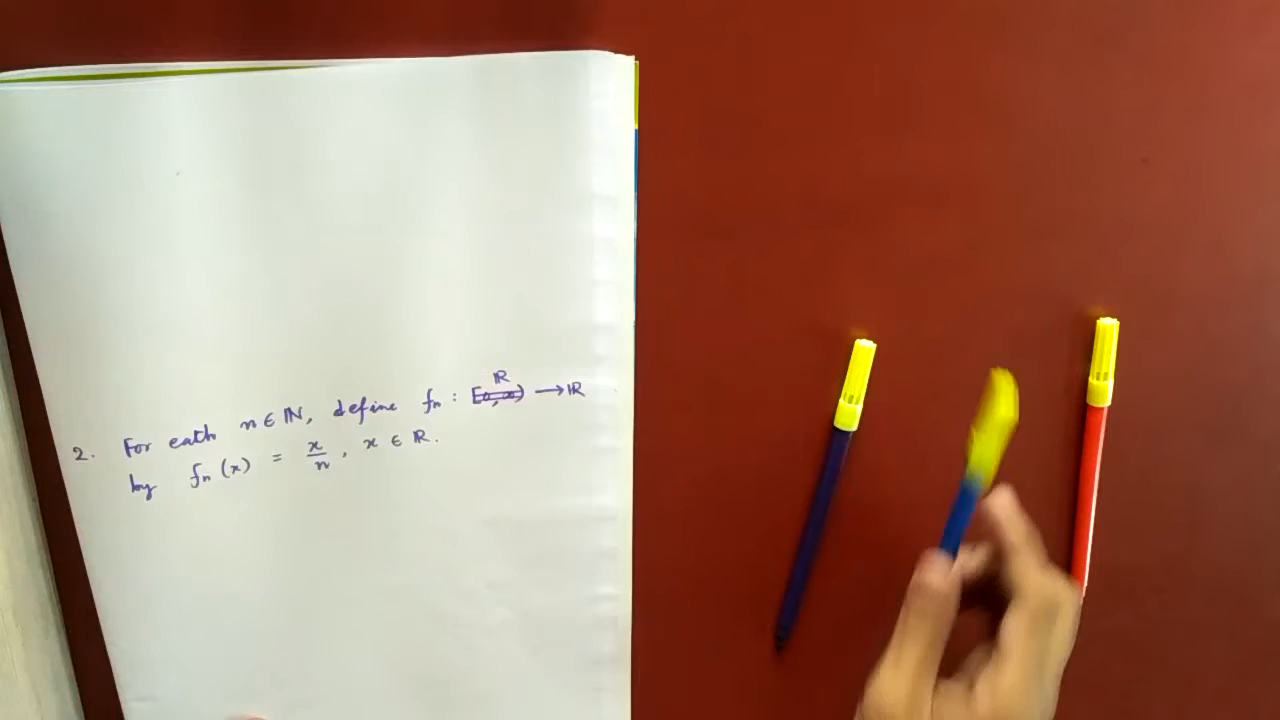 2. For each n ∈ ℕ, define fₙ : ℝ → ℝ
by fₙ(x) = x/n, x ∈ ℝ.